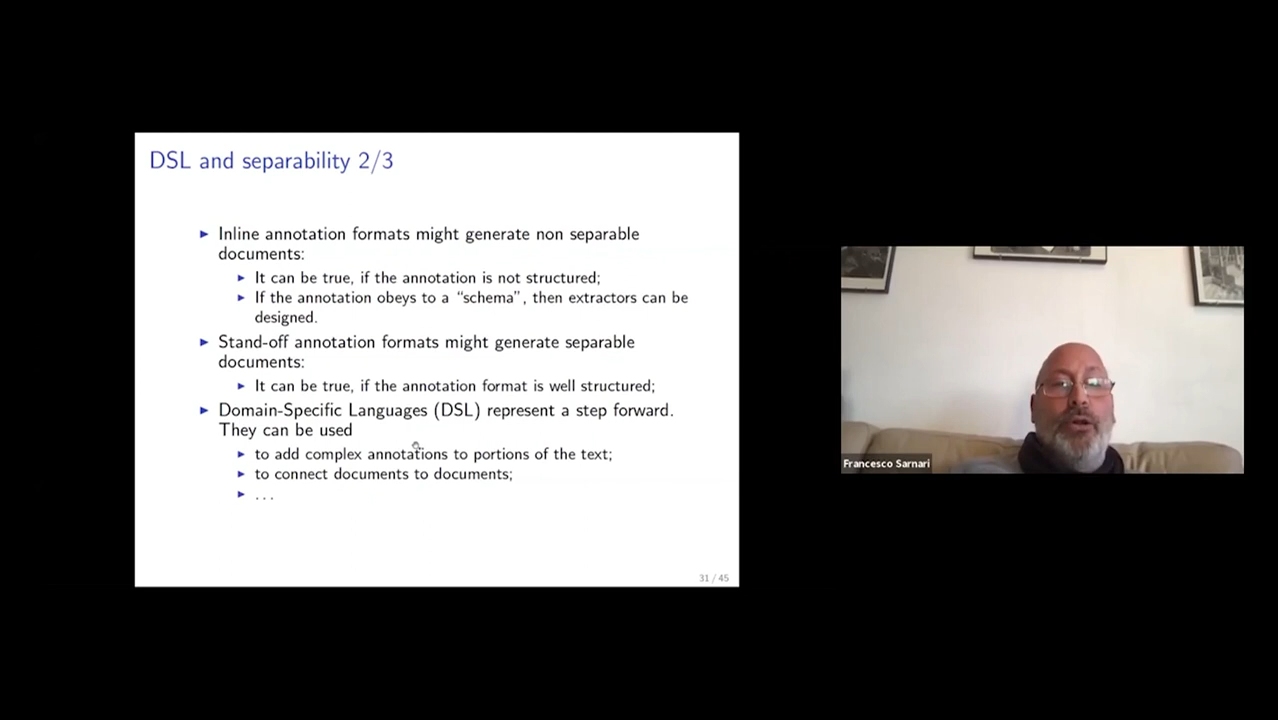 DSL and separability 2/3
► Inline annotation formats might generate non separable
documents:
► It can be true, if the annotation is not structured;
► If the annotation obeys to a “schema”, then extractors can be
designed.
► Stand-off annotation formats might generate separable
documents:
► It can be true, if the annotation format is well structured;
► Domain-Specific Languages (DSL) represent a step forward.
They can be used
► to add complex annotations to portions of the text;
► to connect documents to documents;
► ...
31 / 45
Francesco Sarnari